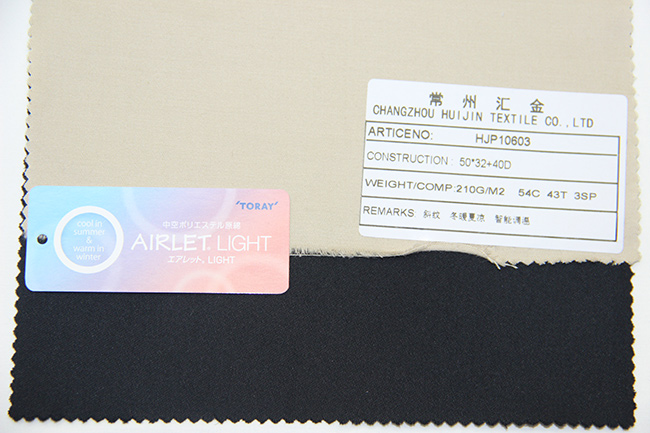 常州汇金
CHANGZHOU HUIJIN TEXTILE CO.,LTD
ARTICENO: HJP10603
CONSTRUCTION: 50*32+40D
WEIGHT/COMP: 210G/M2 54C 43T 3SP
REMARKS: 斜纹 冬暖夏凉 智能调温
'TORAY'
cool in
summer
&
warm in
winter
中空ポリエステル原綿
AIRLET LIGHT
エアレット LIGHT